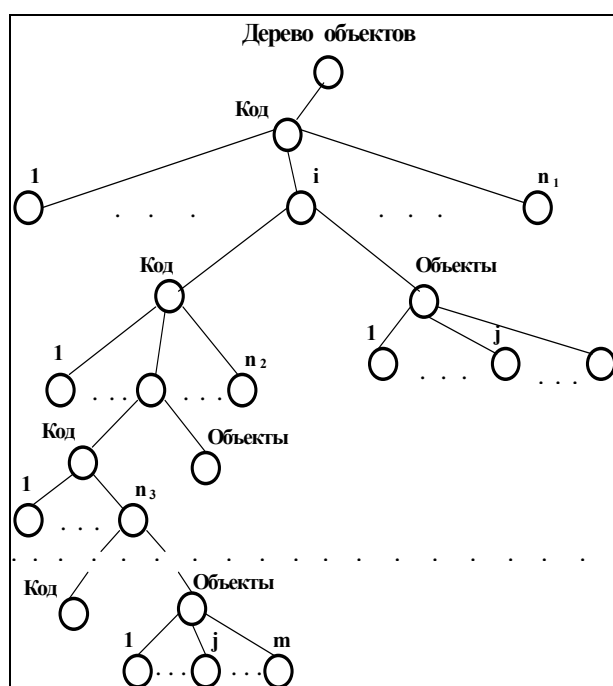 Дерево объектов
Код
1 i n 1
. . . . . .
Код Объекты
1 n 2 1 j
. . . . . . . . . . . .
Код Объекты
1 n 3
. . .
. . . . . . . . . . . . . . . . . . . . . . .
Код Объекты
1 j m
. . . . . .